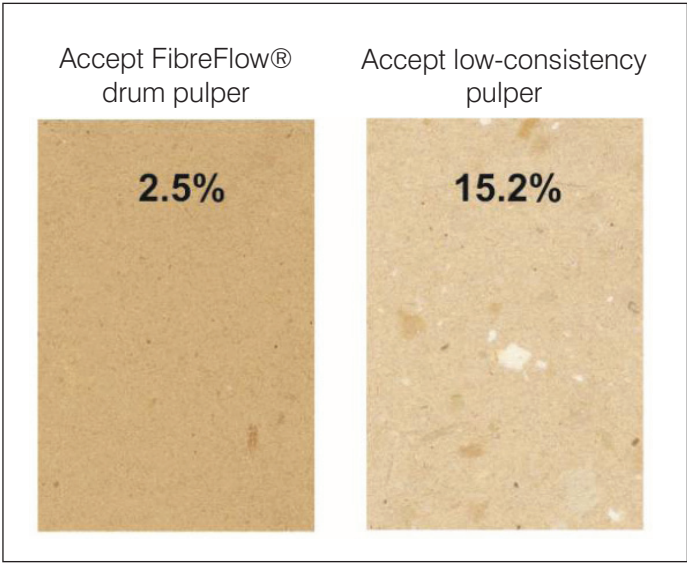 Accept FibreFlow®
drum pulper
Accept low-consistency
pulper
2.5%
15.2%